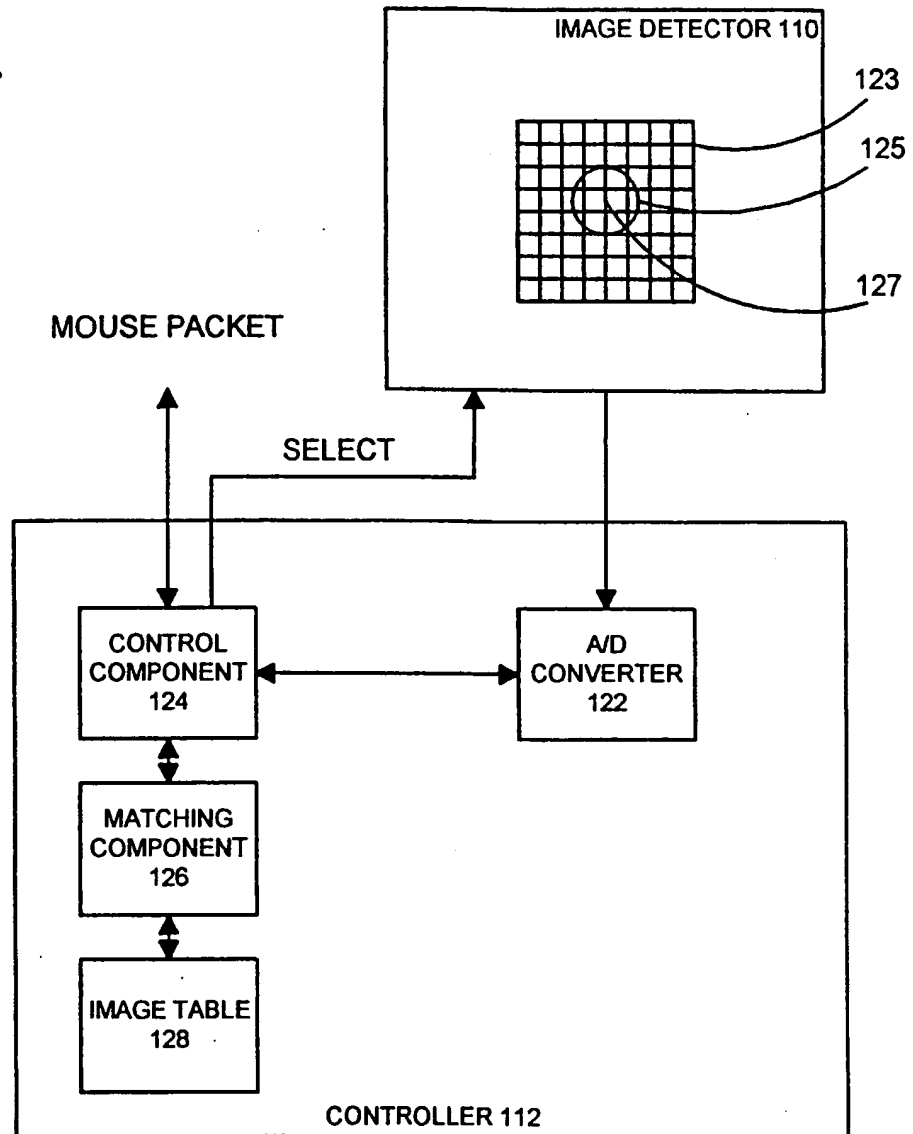 IMAGE DETECTOR 110
123
125
127
MOUSE PACKET
SELECT
CONTROL
COMPONENT
124
A/D
CONVERTER
122
MATCHING
COMPONENT
126
IMAGE TABLE
128
CONTROLLER 112